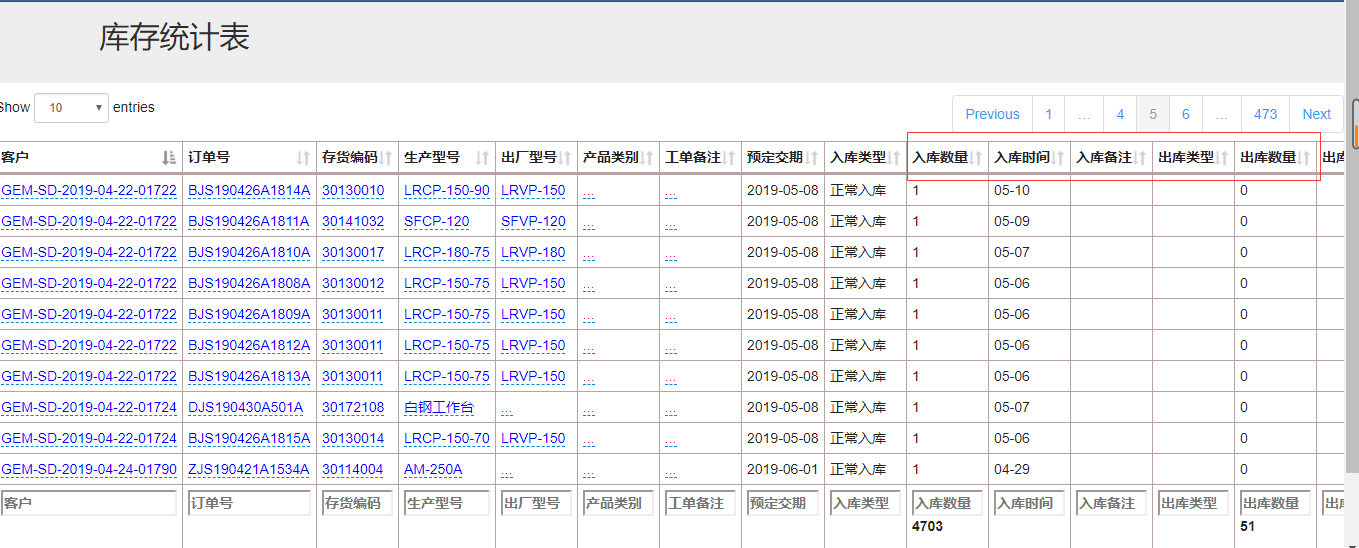 库存统计表
Show 10 entries
Previous 1 … 4 5 6 … 473 Next
客户 订单号 存货编码 生产型号 出厂型号 产品类别 工单备注 预定交期 入库类型 入库数量 入库时间 入库备注 出库类型 出库数量 出库
GEM-SD-2019-04-22-01722 BJS190426A1814A 30130010 LRCP-150-90 LRVP-150 ... ... 2019-05-08 正常入库 1 05-10 0
GEM-SD-2019-04-22-01722 BJS190426A1811A 30141032 SFCP-120 SFVP-120 ... ... 2019-05-08 正常入库 1 05-09 0
GEM-SD-2019-04-22-01722 BJS190426A1810A 30130017 LRCP-180-75 LRVP-180 ... ... 2019-05-08 正常入库 1 05-07 0
GEM-SD-2019-04-22-01722 BJS190426A1808A 30130012 LRCP-150-75 LRVP-150 ... ... 2019-05-08 正常入库 1 05-06 0
GEM-SD-2019-04-22-01722 BJS190426A1809A 30130011 LRCP-150-75 LRVP-150 ... ... 2019-05-08 正常入库 1 05-06 0
GEM-SD-2019-04-22-01722 BJS190426A1812A 30130011 LRCP-150-75 LRVP-150 ... ... 2019-05-08 正常入库 1 05-06 0
GEM-SD-2019-04-22-01722 BJS190426A1813A 30130011 LRCP-150-75 LRVP-150 ... ... 2019-05-08 正常入库 1 05-06 0
GEM-SD-2019-04-22-01724 DJS190430A501A 30172108 白钢工作台 ... ... ... 2019-05-08 正常入库 1 05-07 0
GEM-SD-2019-04-22-01724 BJS190426A1815A 30130014 LRCP-150-70 LRVP-150 ... ... 2019-05-08 正常入库 1 05-06 0
GEM-SD-2019-04-24-01790 ZJS190421A1534A 30114004 AM-250A ... ... ... 2019-06-01 正常入库 1 04-29 0
客户 订单号 存货编码 生产型号 出厂型号 产品类别 工单备注 预定交期 入库类型 入库数量 入库时间 入库备注 出库类型 出库数量 出库
4703 51